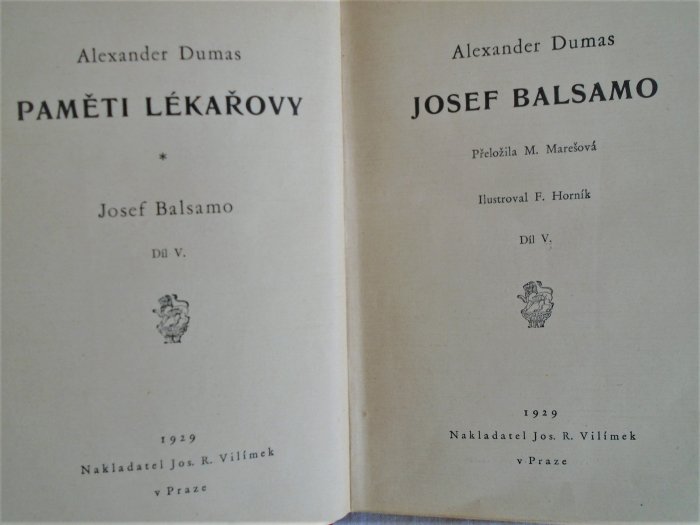 Alexander Dumas
PAMĚTI LÉKAŘOVY
*
Josef Balsamo
Díl V.
1929
Nakladatel Jos. R. Vilímek
v Praze
Alexander Dumas
JOSEF BALSAMO
Přeložila M. Marešová
Ilustroval F. Horník
Díl V.
1929
Nakladatel Jos. R. Vilímek
v Praze